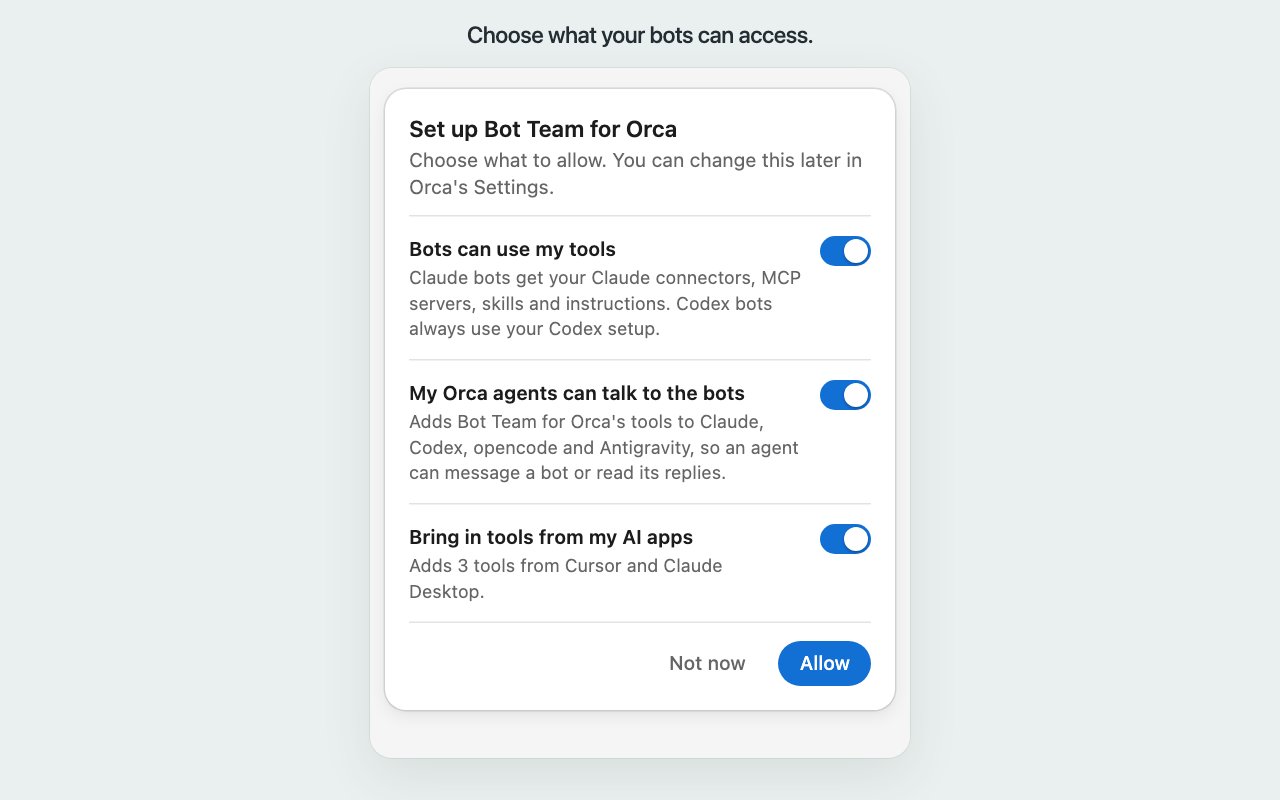 Choose what your bots can access.
Set up Bot Team for Orca
Choose what to allow. You can change this later in
Orca's Settings.
Bots can use my tools
Claude bots get your Claude connectors, MCP
servers, skills and instructions. Codex bots
always use your Codex setup.
My Orca agents can talk to the bots
Adds Bot Team for Orca's tools to Claude,
Codex, opencode and Antigravity, so an agent
can message a bot or read its replies.
Bring in tools from my AI apps
Adds 3 tools from Cursor and Claude
Desktop.
Not now
Allow